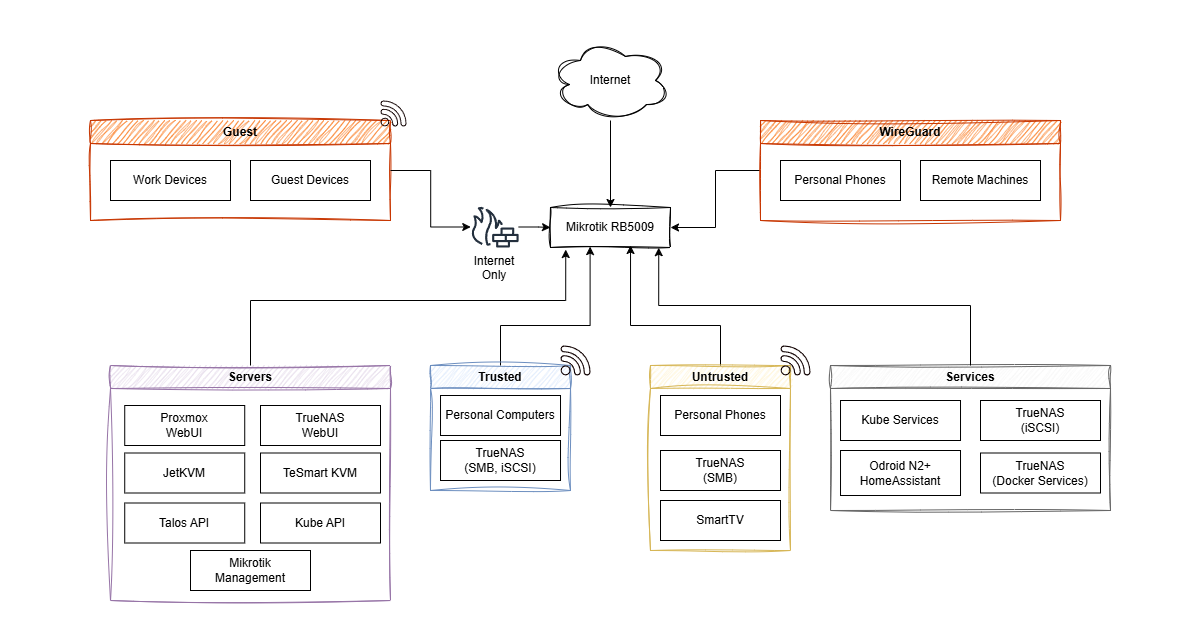 Internet
Guest
Work Devices
Guest Devices
WireGuard
Personal Phones
Remote Machines
Mikrotik RB5009
Internet
Only
Servers
Proxmox
WebUI
TrueNAS
WebUI
JetKVM
TeSmart KVM
Talos API
Kube API
Mikrotik
Management
Trusted
Personal Computers
TrueNAS
(SMB, iSCSI)
Untrusted
Personal Phones
TrueNAS
(SMB)
SmartTV
Services
Kube Services
TrueNAS
(iSCSI)
Odroid N2+
HomeAssistant
TrueNAS
(Docker Services)